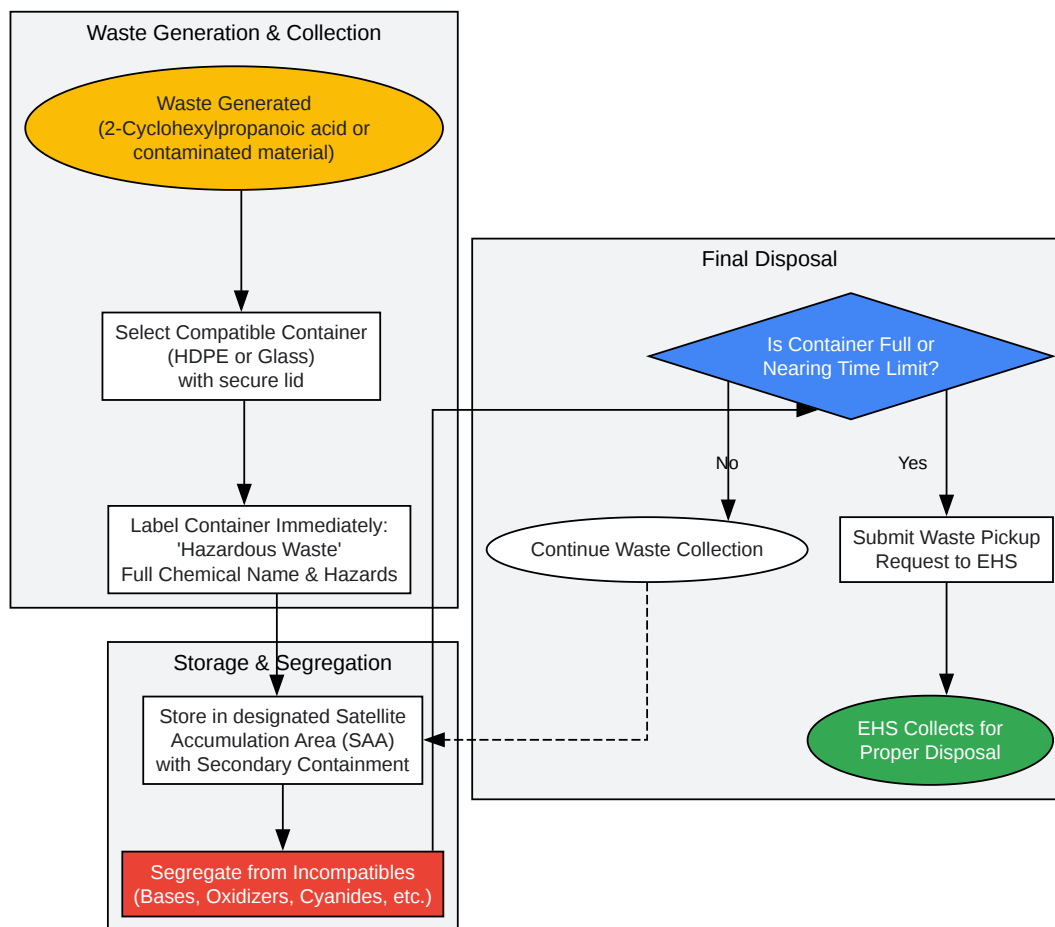 Waste Generation & Collection
Waste Generated
(2-Cyclohexylpropanoic acid or
contaminated material)
Select Compatible Container
(HDPE or Glass)
with secure lid
Label Container Immediately:
'Hazardous Waste'
Full Chemical Name & Hazards
Storage & Segregation
Store in designated Satellite
Accumulation Area (SAA)
with Secondary Containment
Segregate from Incompatibles
(Bases, Oxidizers, Cyanides, etc.)
Final Disposal
Is Container Full or
Nearing Time Limit?
No
Yes
Continue Waste Collection
Submit Waste Pickup
Request to EHS
EHS Collects for
Proper Disposal